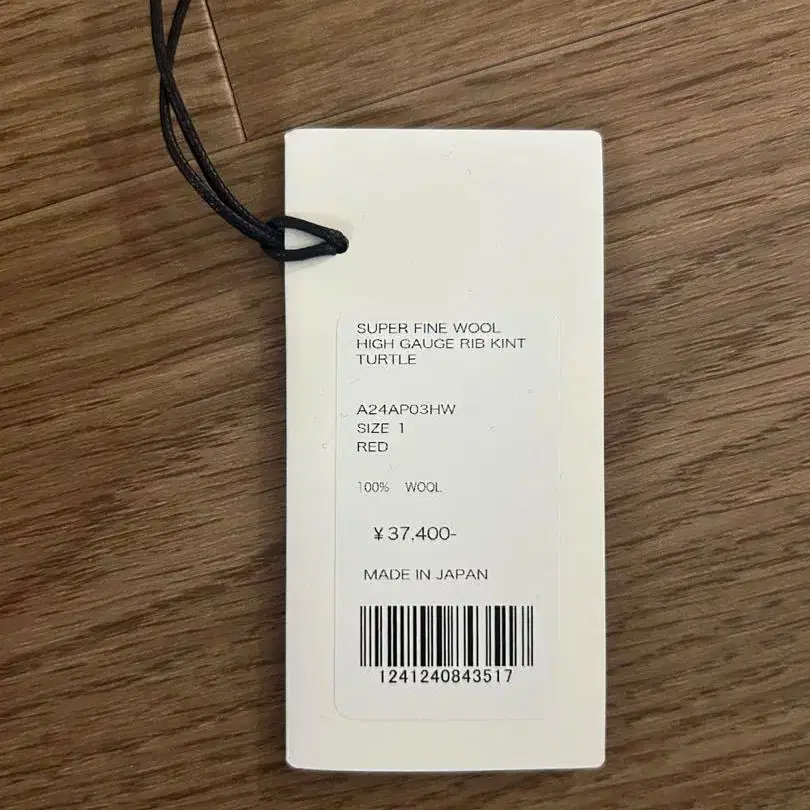 SUPER FINE WOOL
HIGH GAUGE RIB KINT
TURTLE
A24AP03HW
SIZE 1
RED
100% WOOL
¥ 37,400-
MADE IN JAPAN
1241240843517